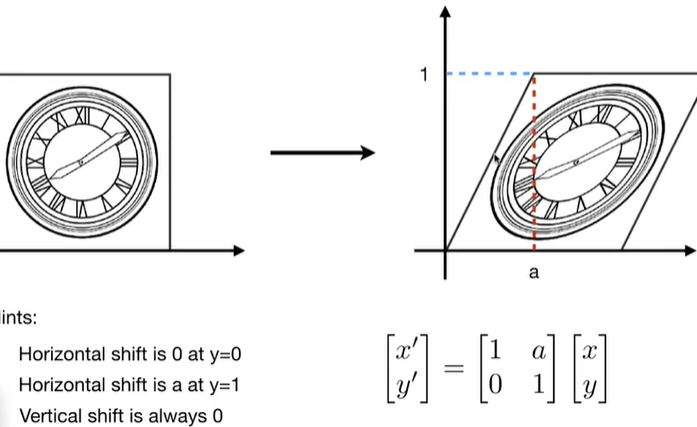 1
a
ints:
Horizontal shift is 0 at y=0
Horizontal shift is a at y=1
Vertical shift is always 0
[x′ y′] = [1 a 0 1] [x y]